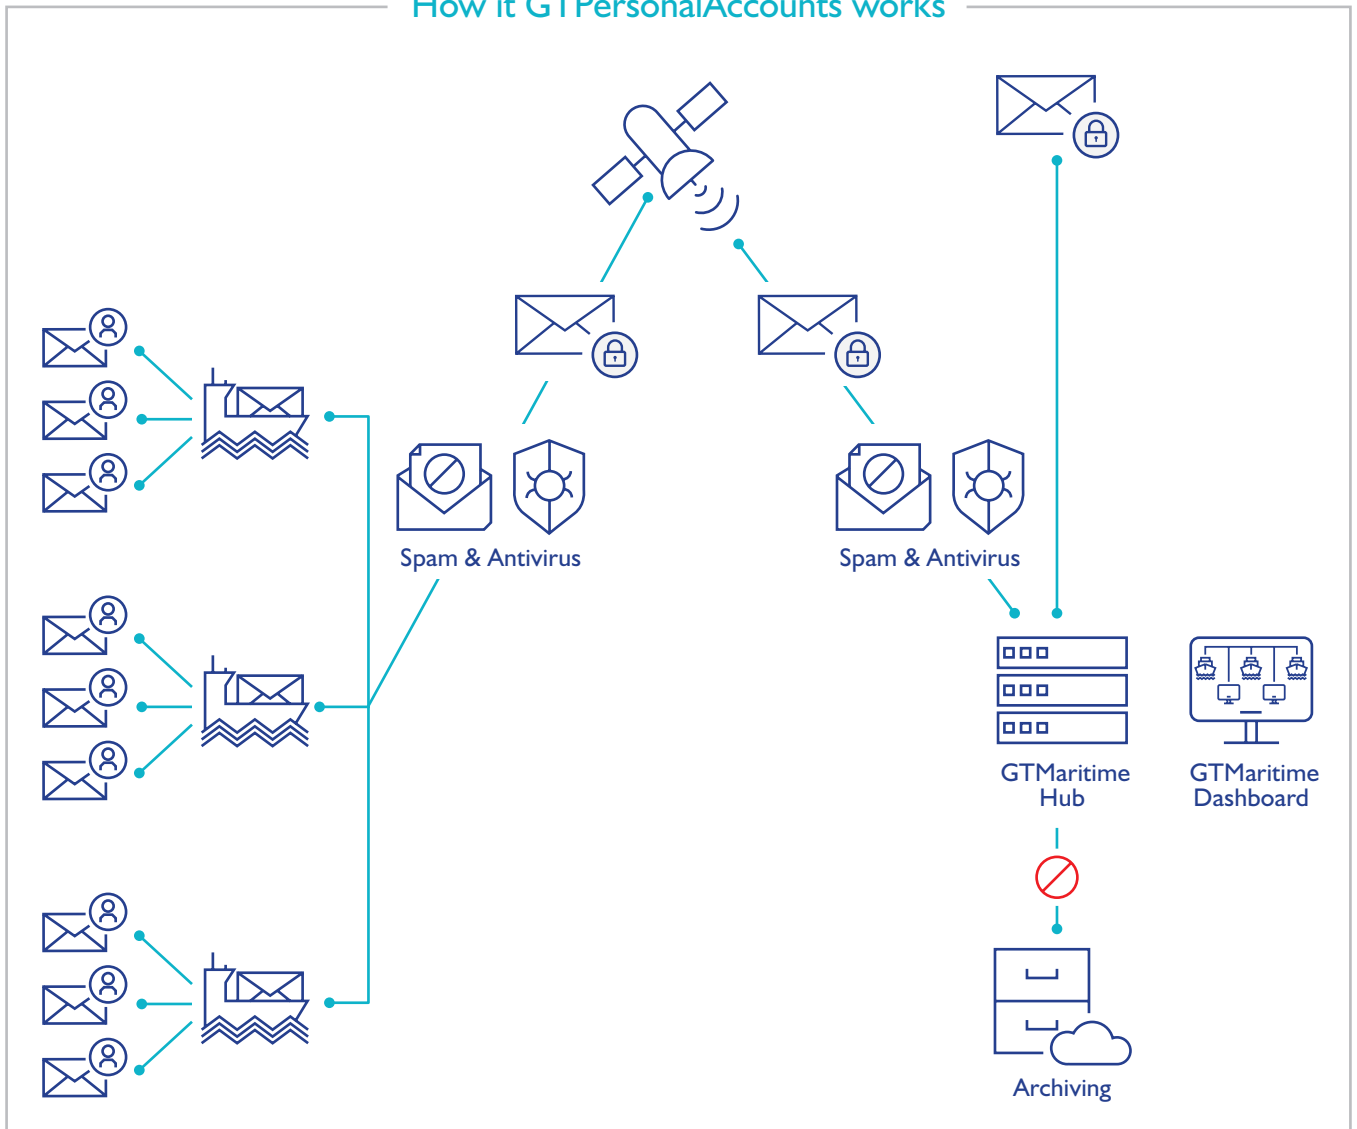 How it GTPersonalAccounts works
Spam & Antivirus
Spam & Antivirus
GTMaritime
Hub
GTMaritime
Dashboard
Archiving